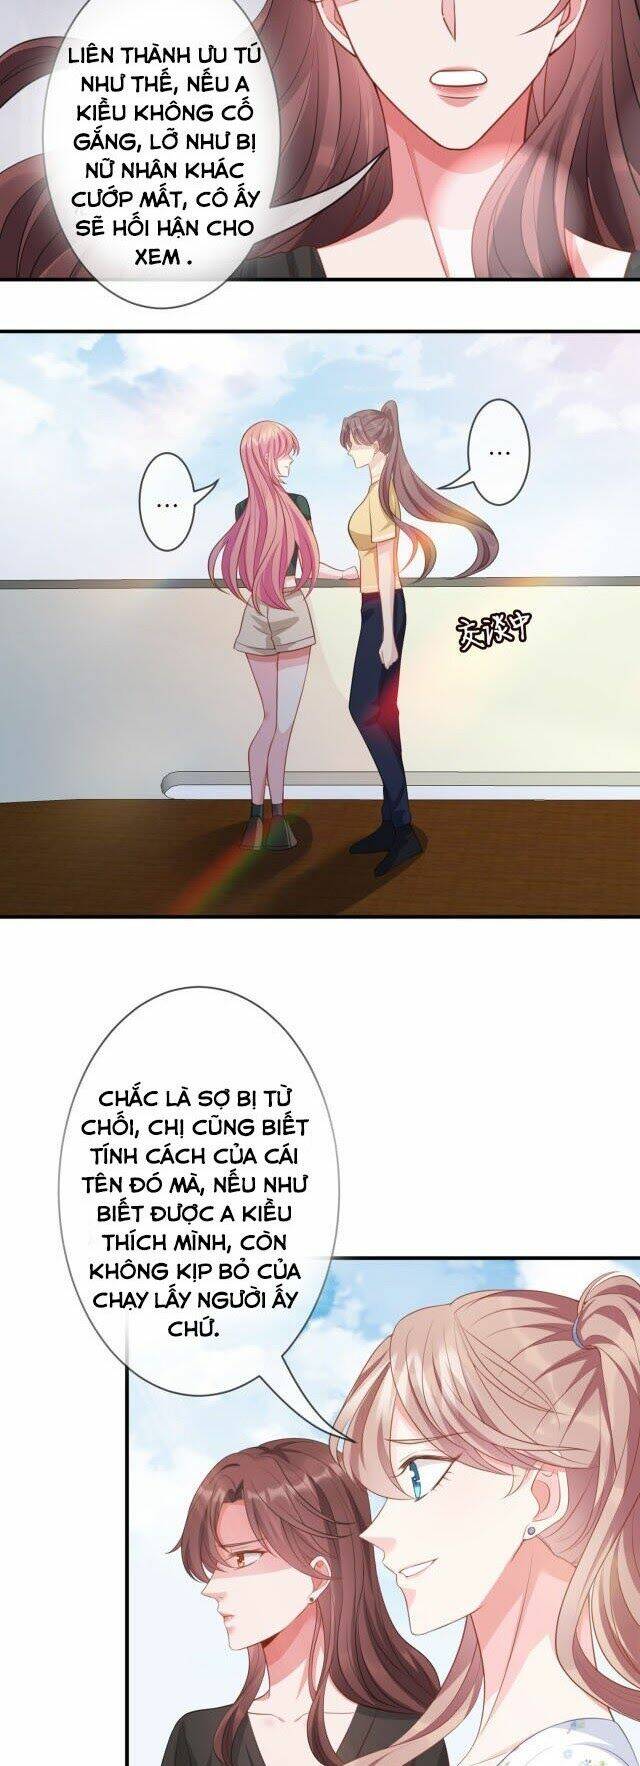 LIÊN THÀNH ƯU TÚ
NHƯ THẾ, NẾU A
KIỀU KHÔNG CỐ
GẮNG, LỠ NHƯ BỊ
NỮ NHÂN KHÁC
CƯỚP MẤT, CÔ ẤY
SẼ HỐI HẬN CHO
XEM .
...
...
交谈中
CHẮC LÀ SỢ BỊ TỪ
CHỐI, CHỊ CŨNG BIẾT
TÍNH CÁCH CỦA CÁI
TÊN ĐÓ MÀ, NẾU NHƯ
BIẾT ĐƯỢC A KIỀU
THÍCH MÌNH, CÒN
KHÔNG KỊP BỎ CỦA
CHẠY LẤY NGƯỜI ẤY
CHỨ.